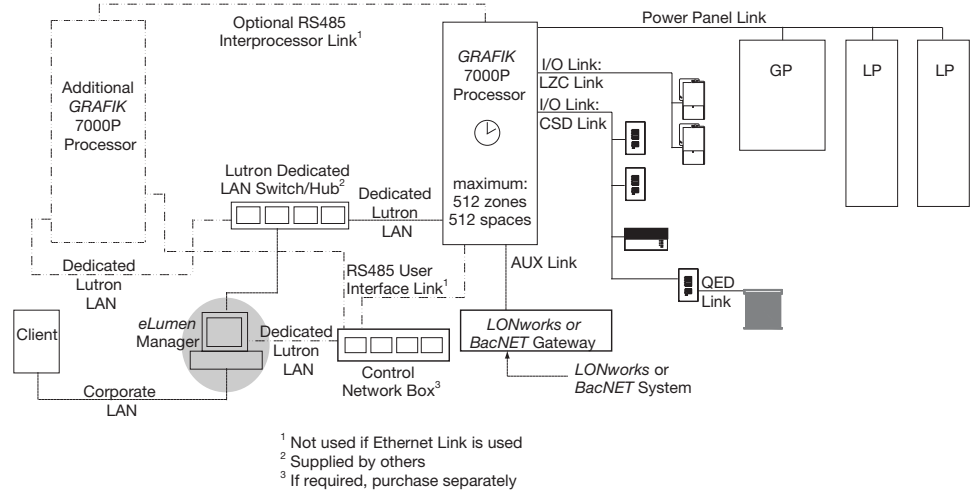 Optional RS485
Interprocessor Link1
Power Panel Link
Additional
GRAFIK
7000P
Processor
GRAFIK
7000P
Processor
maximum:
512 zones
512 spaces
I/O Link:
LZC Link
I/O Link:
CSD Link
GP
LP
LP
Lutron Dedicated
LAN Switch/Hub2
Dedicated
Lutron
LAN
Dedicated
Lutron
LAN
RS485 User
Interface Link1
AUX Link
QED
Link
Client
eLumen
Manager
Dedicated
Lutron
LAN
Control
Network Box3
LONworks or
BacNET Gateway
LONworks or
BacNET System
Corporate
LAN
1 Not used if Ethernet Link is used
2 Supplied by others
3 If required, purchase separately